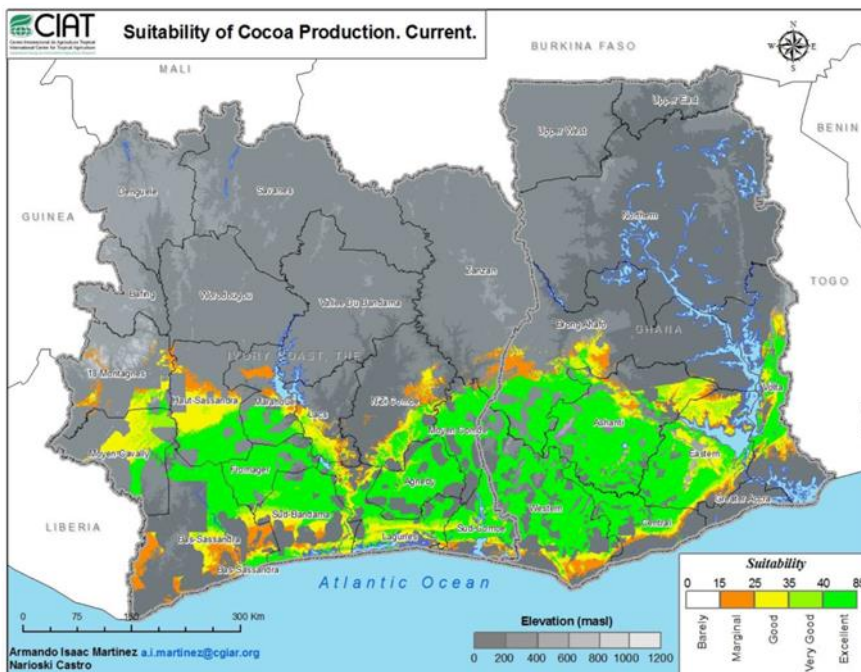 CIAT
Centro Internacional de Agricultura Tropical
International Center for Tropical Agriculture
Suitability of Cocoa Production. Current.
BURKINA FASO
MALI
N
W E
S
BENIN
GUINEA
TOGO
LIBERIA
Upper East
Upper West
Denguele
Savanes
Northern
Zanzan
Bafing
Worodougou
Vallee Du Bandama
Brong Ahafo
GHANA
IVORY COAST, THE
18 Montagnes
Haut-Sassandra
Marahoue
Lacs
N'zi-Comoe
Volta
Moyen-Comoe
Ashanti
Moyen-Cavally
Fromager
Agneby
Eastern
Western
Greater Accra
Sud-Bandama
Central
Bas-Sassandra
Lagunes
Sud-Comoe
Bas-Sassandra
Atlantic Ocean
0 75 150 300 Km
Elevation (masl)
0 200 400 600 800 1000 1200
Suitability
0 15 25 35 40 85
Barely
Marginal
Good
Very Good
Excellent
Armando Isaac Martinez a.i.martinez@cgiar.org
Narioski Castro